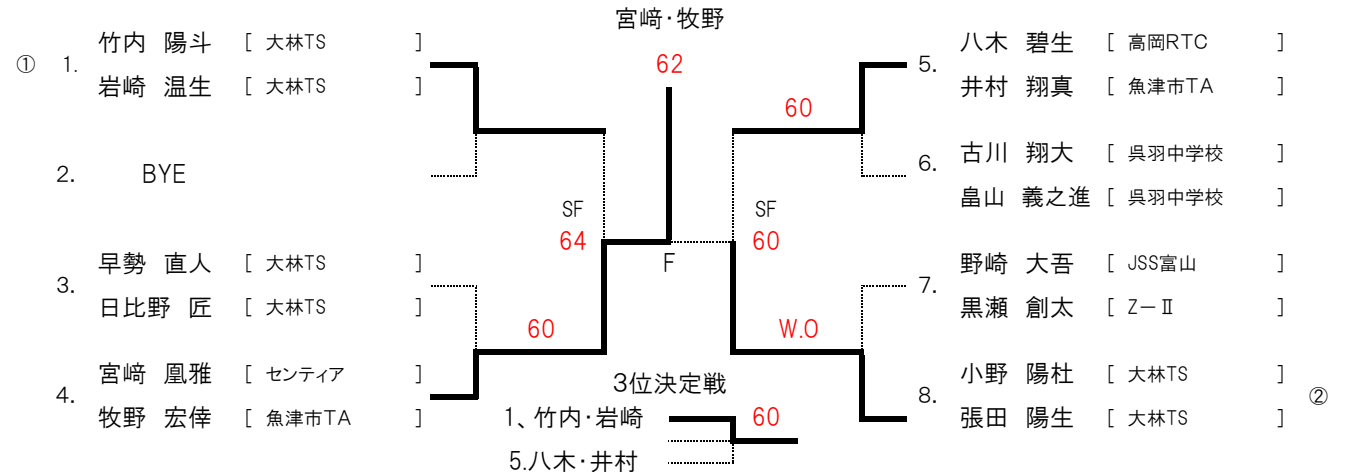 宮﨑・牧野
62
① 1. 竹内 陽斗 [ 大林TS ]
岩崎 温生 [ 大林TS ]
2. BYE
3. 早勢 直人 [ 大林TS ]
日比野 匠 [ 大林TS ]
4. 宮﨑 凰雅 [ センティア ]
牧野 宏倖 [ 魚津市TA ]
SF
64
60
F
SF
60
60
W.O
5. 八木 碧生 [ 高岡RTC ]
井村 翔真 [ 魚津市TA ]
6. 古川 翔大 [ 呉羽中学校 ]
畠山 義之進 [ 呉羽中学校 ]
7. 野崎 大吾 [ JSS富山 ]
黒瀬 創太 [ Z－Ⅱ ]
8. 小野 陽杜 [ 大林TS ] ②
張田 陽生 [ 大林TS ]
3位決定戦
1、竹内・岩崎
60
5.八木・井村